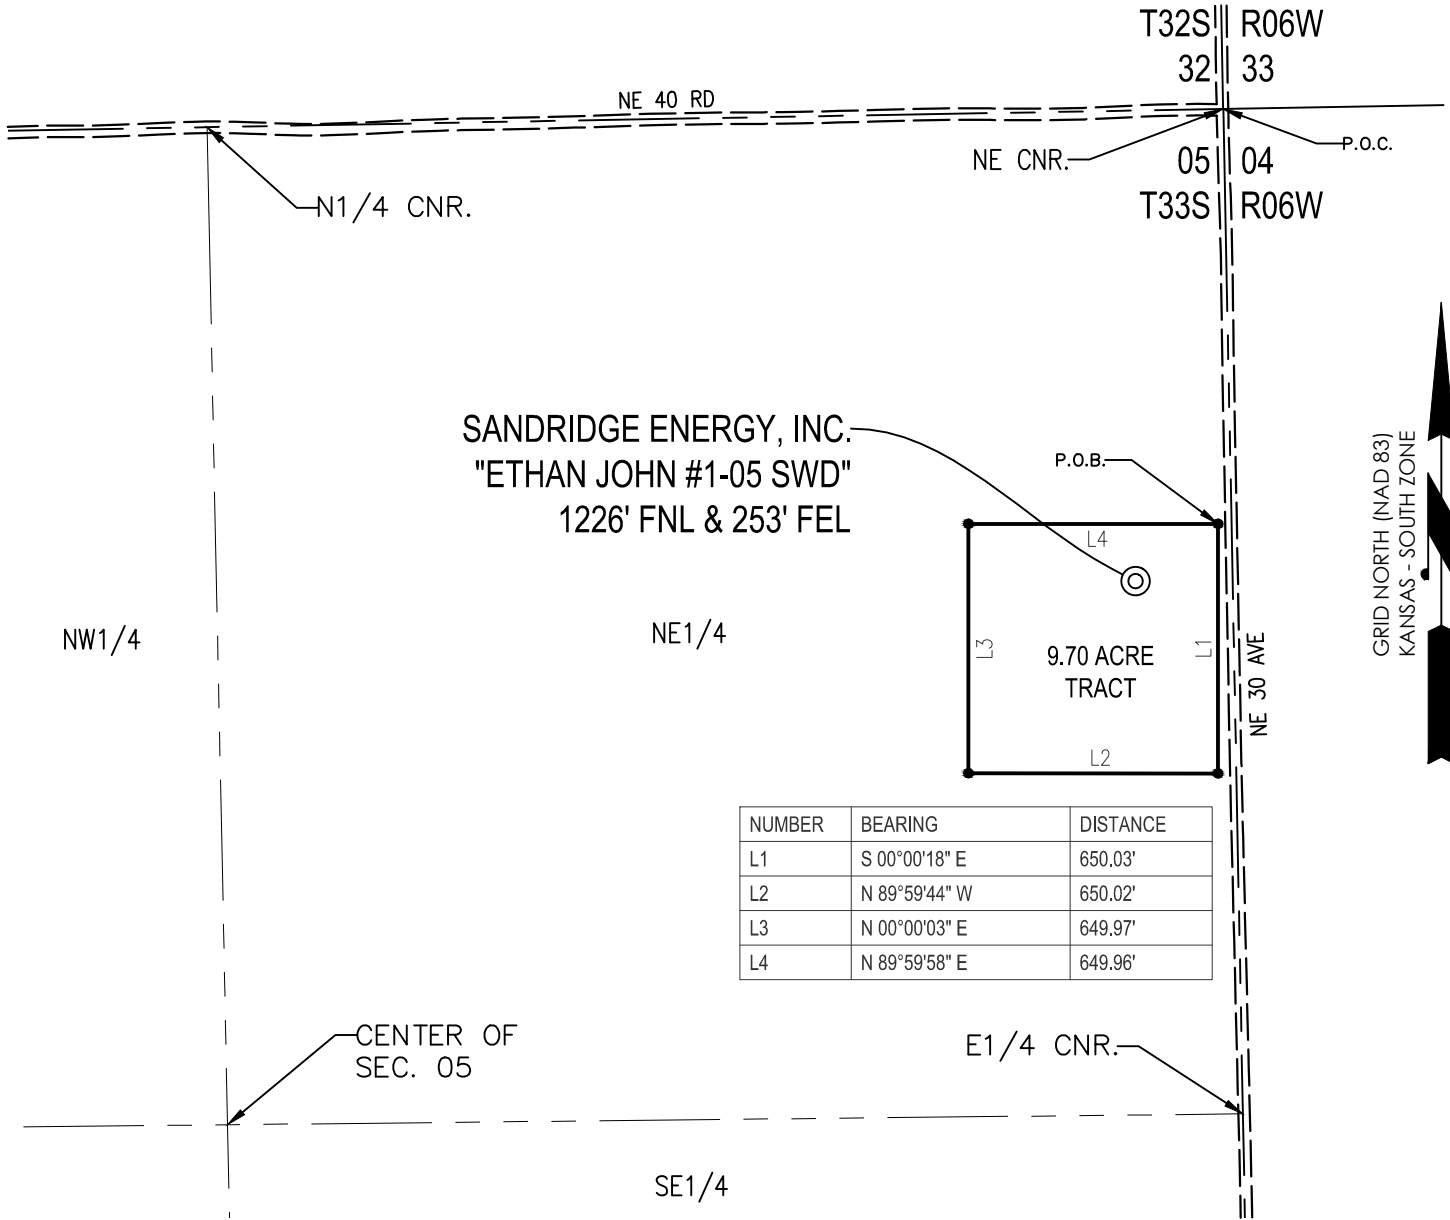 T32S R06W
32 33
NE 40 RD
NE CNR.
P.O.C.
05 04
T33S R06W
N1/4 CNR.
SANDRIDGE ENERGY, INC.
"ETHAN JOHN #1-05 SWD"
1226' FNL & 253' FEL
P.O.B.
GRID NORTH (NAD 83)
KANSAS - SOUTH ZONE
L4
NW1/4
NE1/4
L3
9.70 ACRE
TRACT
L1
NE 30 AVE
L2
NUMBER BEARING DISTANCE
L1 S 00°00'18" E 650.03'
L2 N 89°59'44" W 650.02'
L3 N 00°00'03" E 649.97'
L4 N 89°59'58" E 649.96'
CENTER OF
SEC. 05
E1/4 CNR.
SE1/4